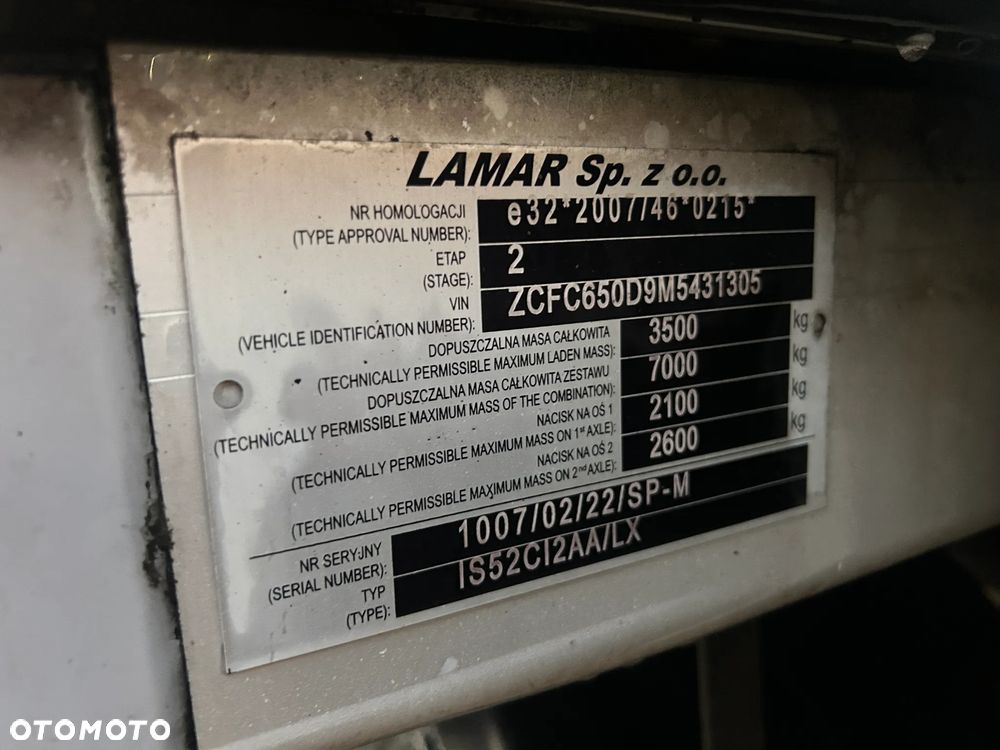 LAMAR Sp. z o.o.
NR HOMOLOGACJI
(TYPE APPROVAL NUMBER): e32*2007/46*0215*
ETAP
(STAGE): 2
VIN
(VEHICLE IDENTIFICATION NUMBER): ZCFC650D9M5431305
DOPUSZCZALNA MASA CAŁKOWITA
(TECHNICALLY PERMISSIBLE MAXIMUM LADEN MASS): 3500 kg
DOPUSZCZALNA MASA CAŁKOWITA ZESTAWU
(TECHNICALLY PERMISSIBLE MAXIMUM MASS OF THE COMBINATION): 7000 kg
NACISK NA OŚ 1
(TECHNICALLY PERMISSIBLE MAXIMUM MASS ON 1st AXLE): 2100 kg
NACISK NA OŚ 2
(TECHNICALLY PERMISSIBLE MAXIMUM MASS ON 2nd AXLE): 2600 kg
NR SERYJNY
(SERIAL NUMBER): 1007/02/22/SP-M
TYP
(TYPE): IS52CI2AA/LX
OTOMOTO